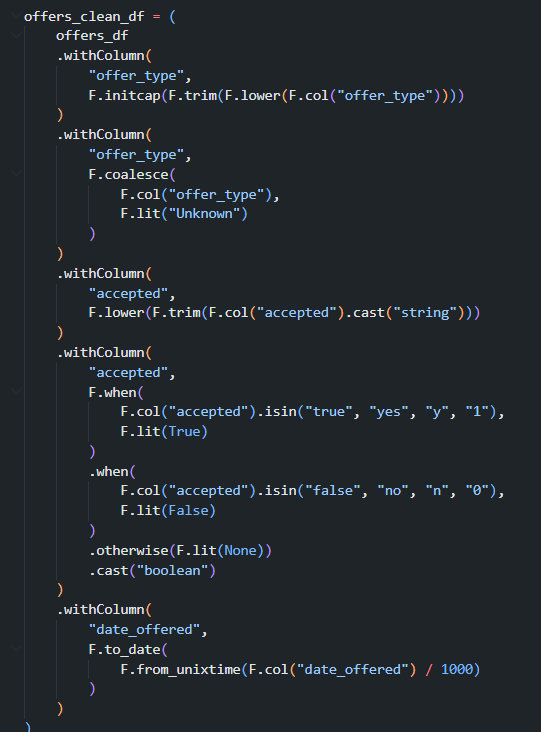 offers_clean_df = (
    offers_df
    .withColumn(
        "offer_type",
        F.initcap(F.trim(F.lower(F.col("offer_type"))))
    )
    .withColumn(
        "offer_type",
        F.coalesce(
            F.col("offer_type"),
            F.lit("Unknown")
        )
    )
    .withColumn(
        "accepted",
        F.lower(F.trim(F.col("accepted").cast("string")))
    )
    .withColumn(
        "accepted",
        F.when(
            F.col("accepted").isin("true", "yes", "y", "1"),
            F.lit(True)
        )
        .when(
            F.col("accepted").isin("false", "no", "n", "0"),
            F.lit(False)
        )
        .otherwise(F.lit(None))
        .cast("boolean")
    )
    .withColumn(
        "date_offered",
        F.to_date(
            F.from_unixtime(F.col("date_offered") / 1000)
        )
    )
)